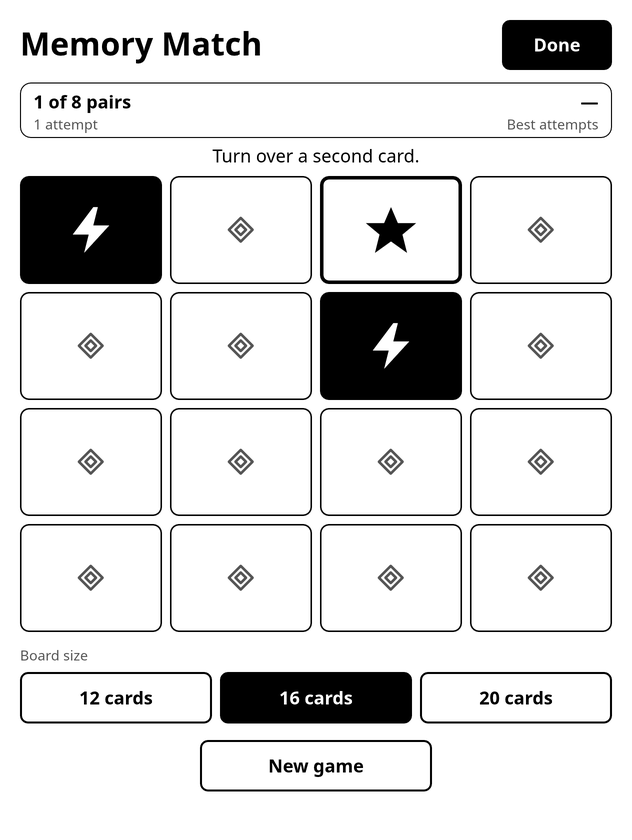 Memory Match
Done
1 of 8 pairs
—
1 attempt
Best attempts
Turn over a second card.
Board size
12 cards
16 cards
20 cards
New game